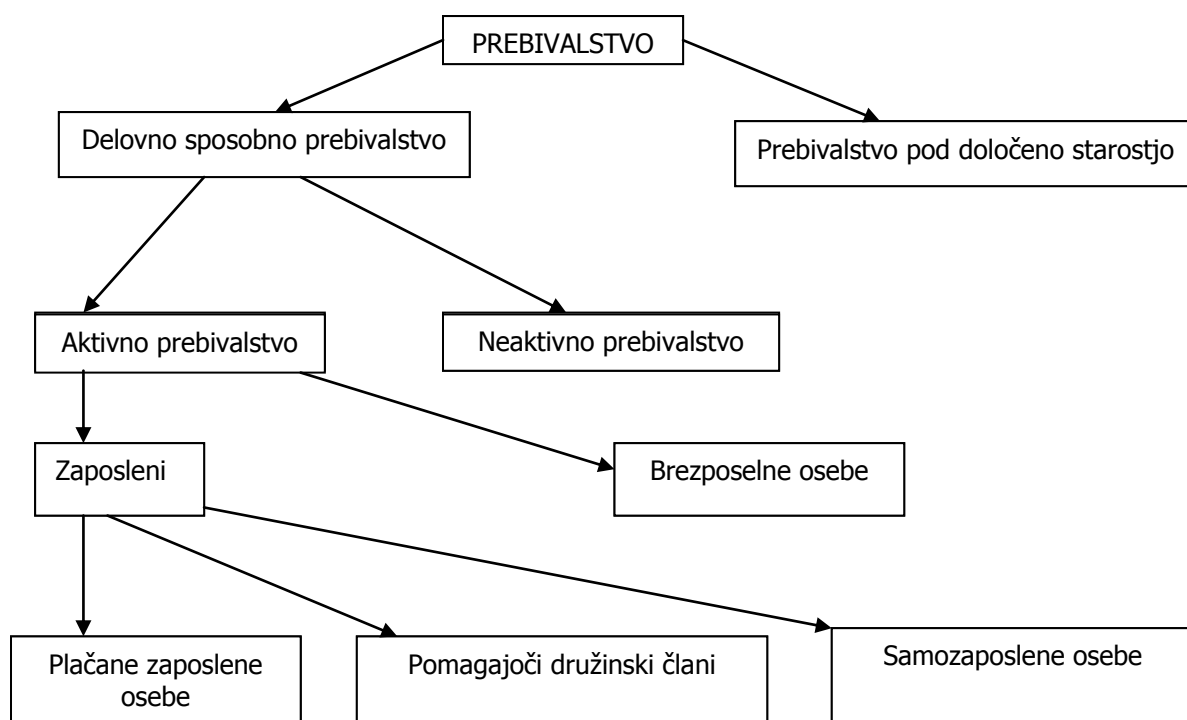 PREBIVALSTVO
Delovno sposobno prebivalstvo
Prebivalstvo pod določeno starostjo
Aktivno prebivalstvo
Neaktivno prebivalstvo
Zaposleni
Brezposelne osebe
Plačane zaposlene
osebe
Pomagajoči družinski člani
Samozaposlene osebe